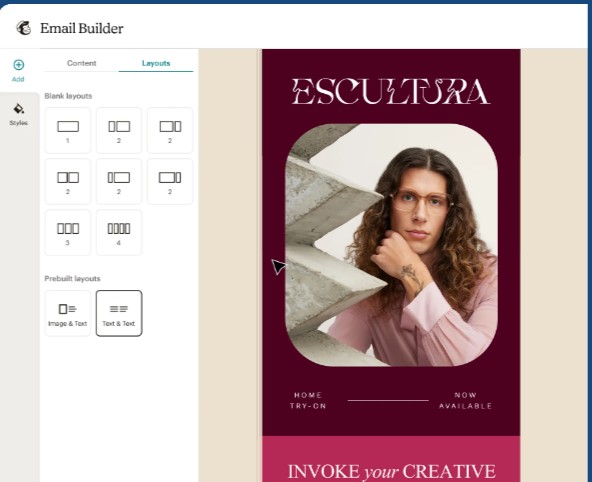 Email Builder
Add
Styles
Content
Layouts
Blank layouts
1
2
2
2
2
2
3
4
Prebuilt layouts
Image & Text
Text & Text
ESCULTURA
HOME
TRY-ON
NOW
AVAILABLE
INVOKE your CREATIVE